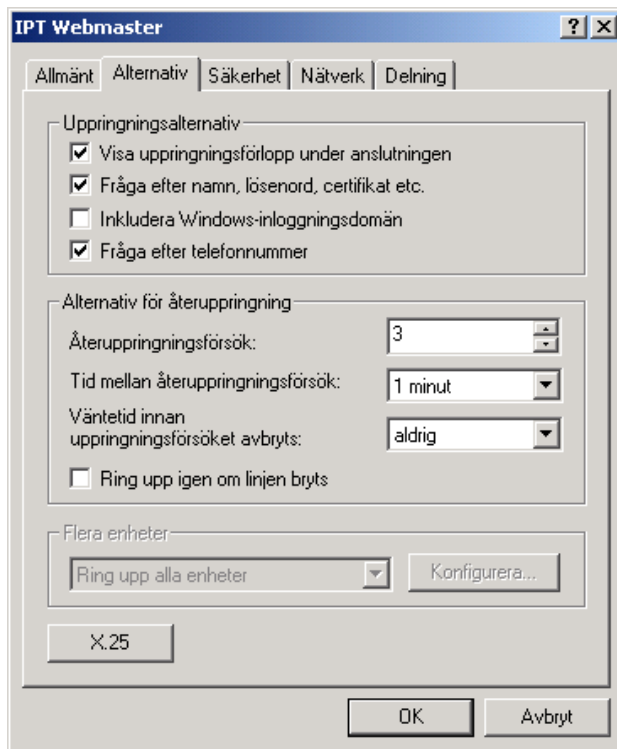 IPT Webmaster
Allmänt Alternativ Säkerhet Nätverk Delning
Uppringningsalternativ
Visa uppringningsförlopp under anslutningen
Fråga efter namn, lösenord, certifikat etc.
Inkludera Windows-inloggningsdomän
Fråga efter telefonnummer
Alternativ för återuppringning
Återuppringningsförsök: 3
Tid mellan återuppringningsförsök: 1 minut
Väntetid innan
uppringningsförsöket avbryts: aldrig
Ring upp igen om linjen bryts
Flera enheter
Ring upp alla enheter Konfigurera...
X.25
OK Avbryt